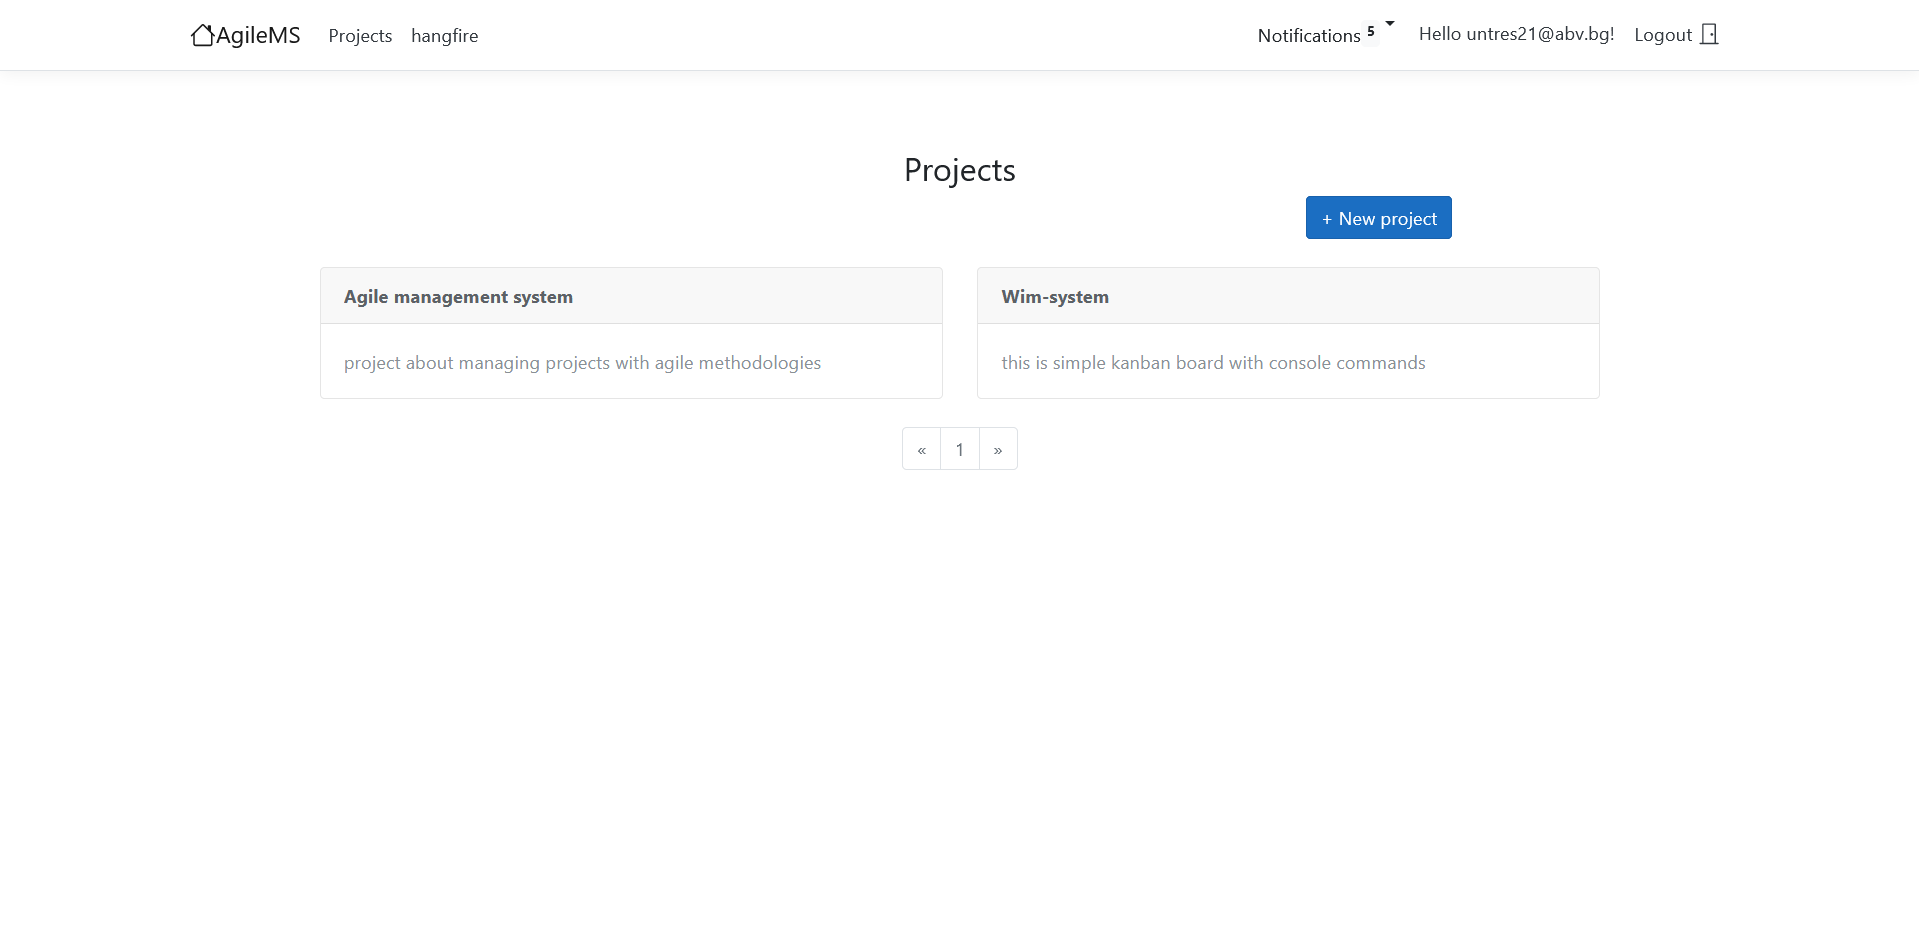 AgileMS Projects hangfire Notifications 5 Hello untres21@abv.bg! Logout
Projects
+ New project
Agile management system
project about managing projects with agile methodologies
Wim-system
this is simple kanban board with console commands
« 1 »